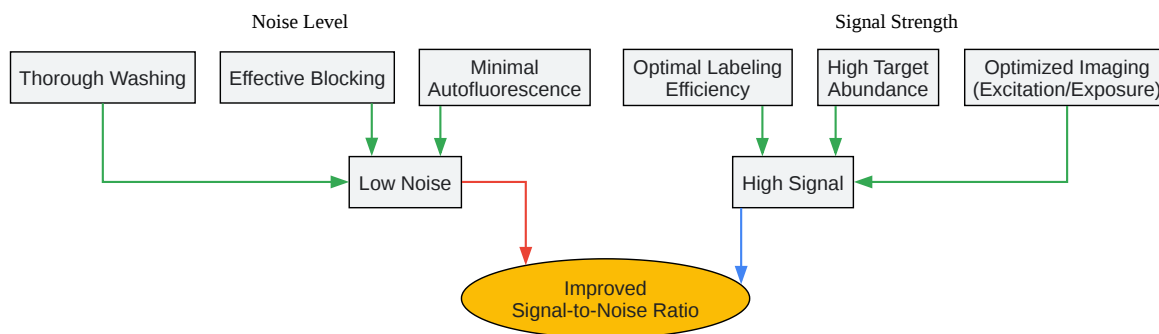 Noise Level
Signal Strength
Thorough Washing
Effective Blocking
Minimal
Autofluorescence
Optimal Labeling
Efficiency
High Target
Abundance
Optimized Imaging
(Excitation/Exposure)
Low Noise
High Signal
Improved
Signal-to-Noise Ratio